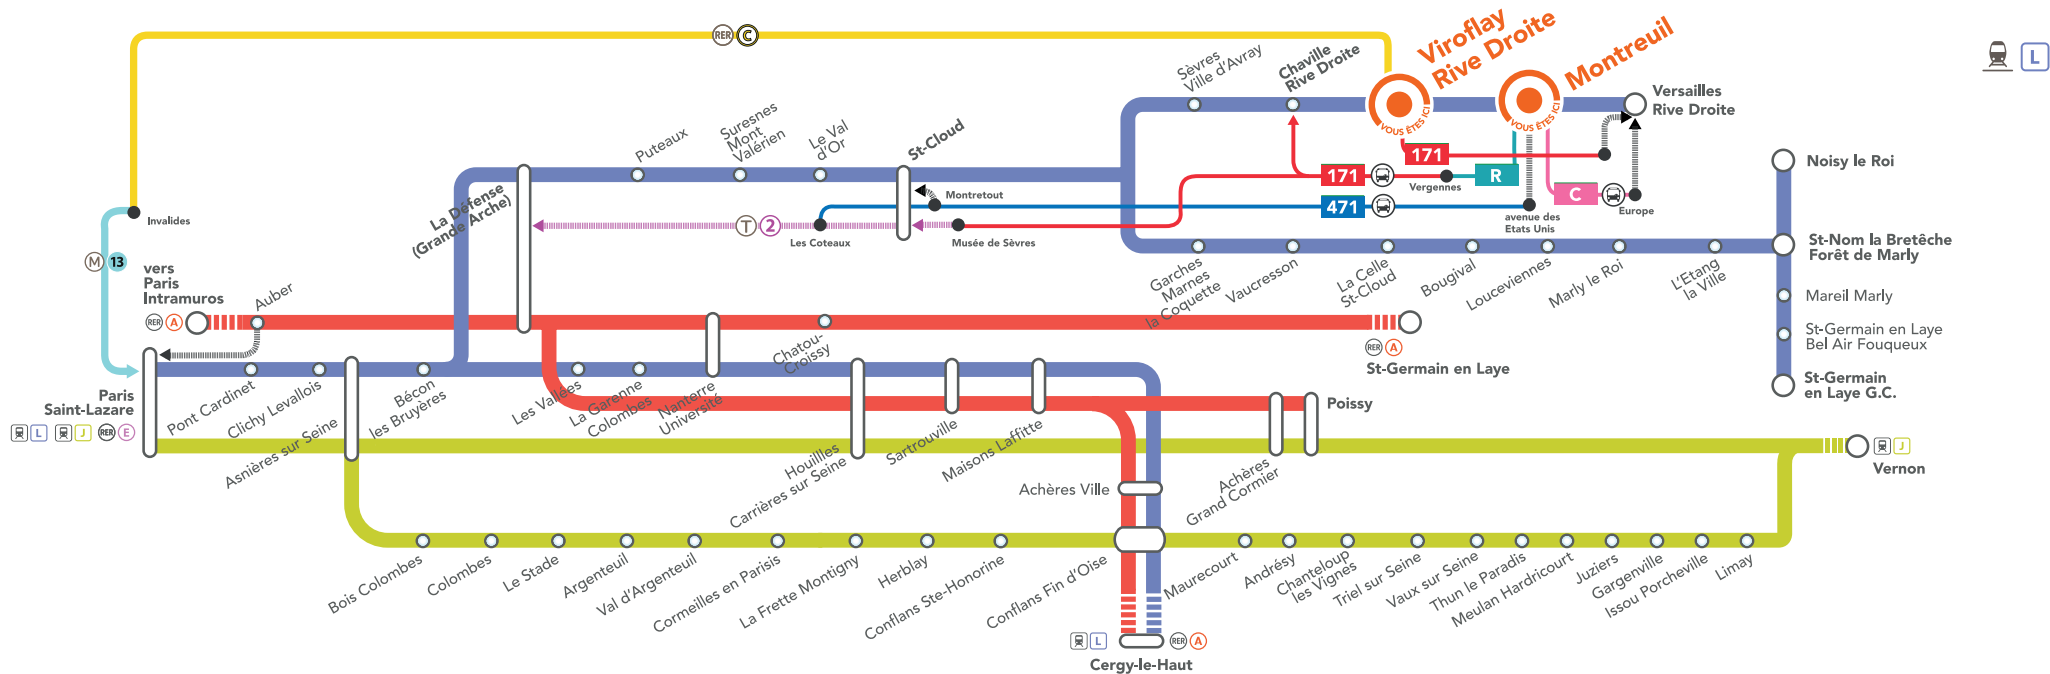 RER C
Viroflay
Rive Droite
VOUS ÊTES ICI
Montreuil
VOUS ÊTES ICI
L
Sèvres
Ville d'Avray
Chaville
Rive Droite
Versailles
Rive Droite
Puteaux
Suresnes
Mont
Valérien
Le Val
d'Or
St-Cloud
171
171
Vergennes
R
C
Europe
471
avenue des
Etats Unis
Montretout
T 2
Les Coteaux
Musée de Sèvres
La Défense
(Grande Arche)
Invalides
M 13
Noisy le Roi
St-Nom la Bretêche
Forêt de Marly
Mareil Marly
St-Germain en Laye
Bel Air Fouqueux
St-Germain
en Laye G.C.
Garches
Marnes
la Coquette
Vaucresson
La Celle
St-Cloud
Bougival
Louceviennes
Marly le Roi
L'Etang
la Ville
vers
Paris
Intramuros
RER A
Auber
Chatou-
Croissy
RER A
St-Germain en Laye
Paris
Saint-Lazare
L J RER E
Pont Cardinet
Clichy Levallois
Asnières sur Seine
Bécon
les Bruyères
Les Vallées
La Garenne
Colombes
Nanterre
Université
Houillles
Carrières sur Seine
Sartrouville
Maisons Laffitte
Poissy
Achères
Grand Cormier
Achères Ville
J
Vernon
Bois Colombes
Colombes
Le Stade
Argenteuil
Val d'Argenteuil
Cormeilles en Parisis
La Frette Montigny
Herblay
Conflans Ste-Honorine
Conflans Fin d'Oise
Maurecourt
Andrésy
Chanteloup
les Vignes
Triel sur Seine
Vaux sur Seine
Thun le Paradis
Meulan Hardricourt
Juziers
Gargenville
Issou Porcheville
Limay
L
RER A
Cergy-le-Haut